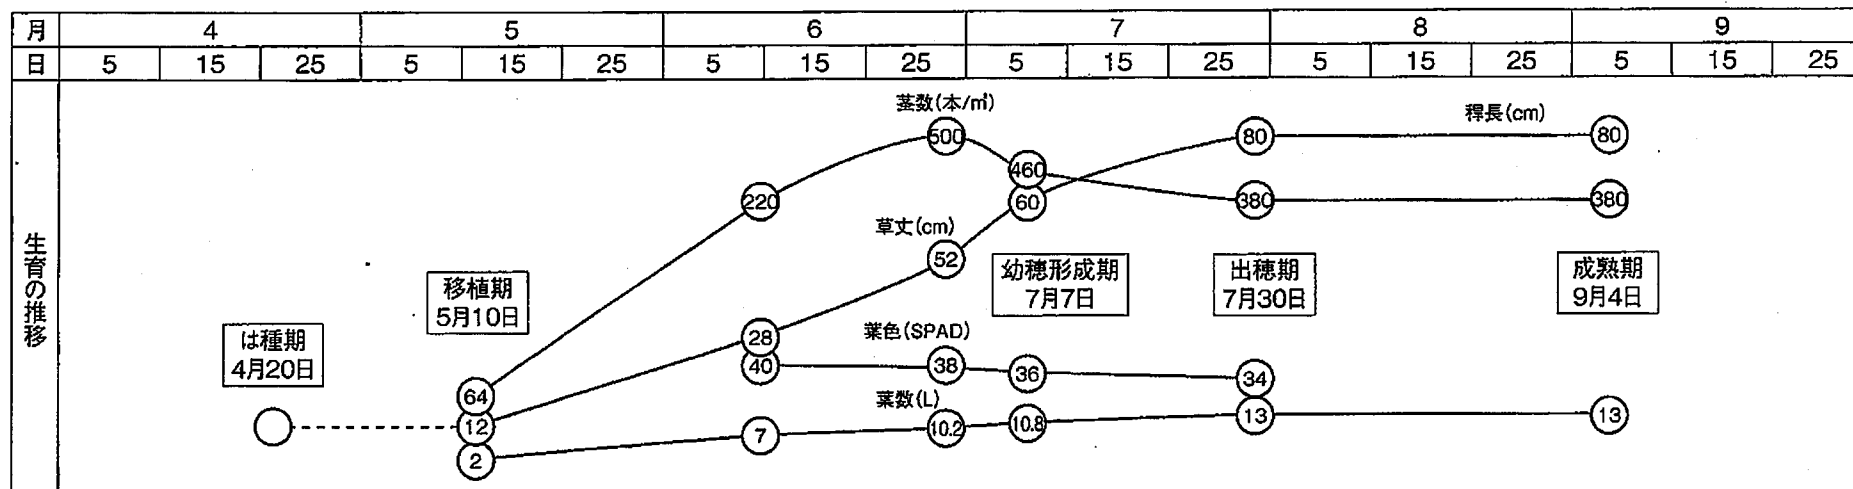 月 4 5 6 7 8 9
日 5 15 25 5 15 25 5 15 25 5 15 25 5 15 25 5 15 25
生育の推移
茎数(本/㎡)
稈長(cm)
500
80
80
460
220
60
380
380
草丈(cm)
52
移植期
5月10日
幼穂形成期
7月7日
出穂期
7月30日
成熟期
9月4日
は種期
4月20日
28
葉色(SPAD)
40
38
36
34
64
葉数(L)
12
7
10.2
10.8
13
13
2